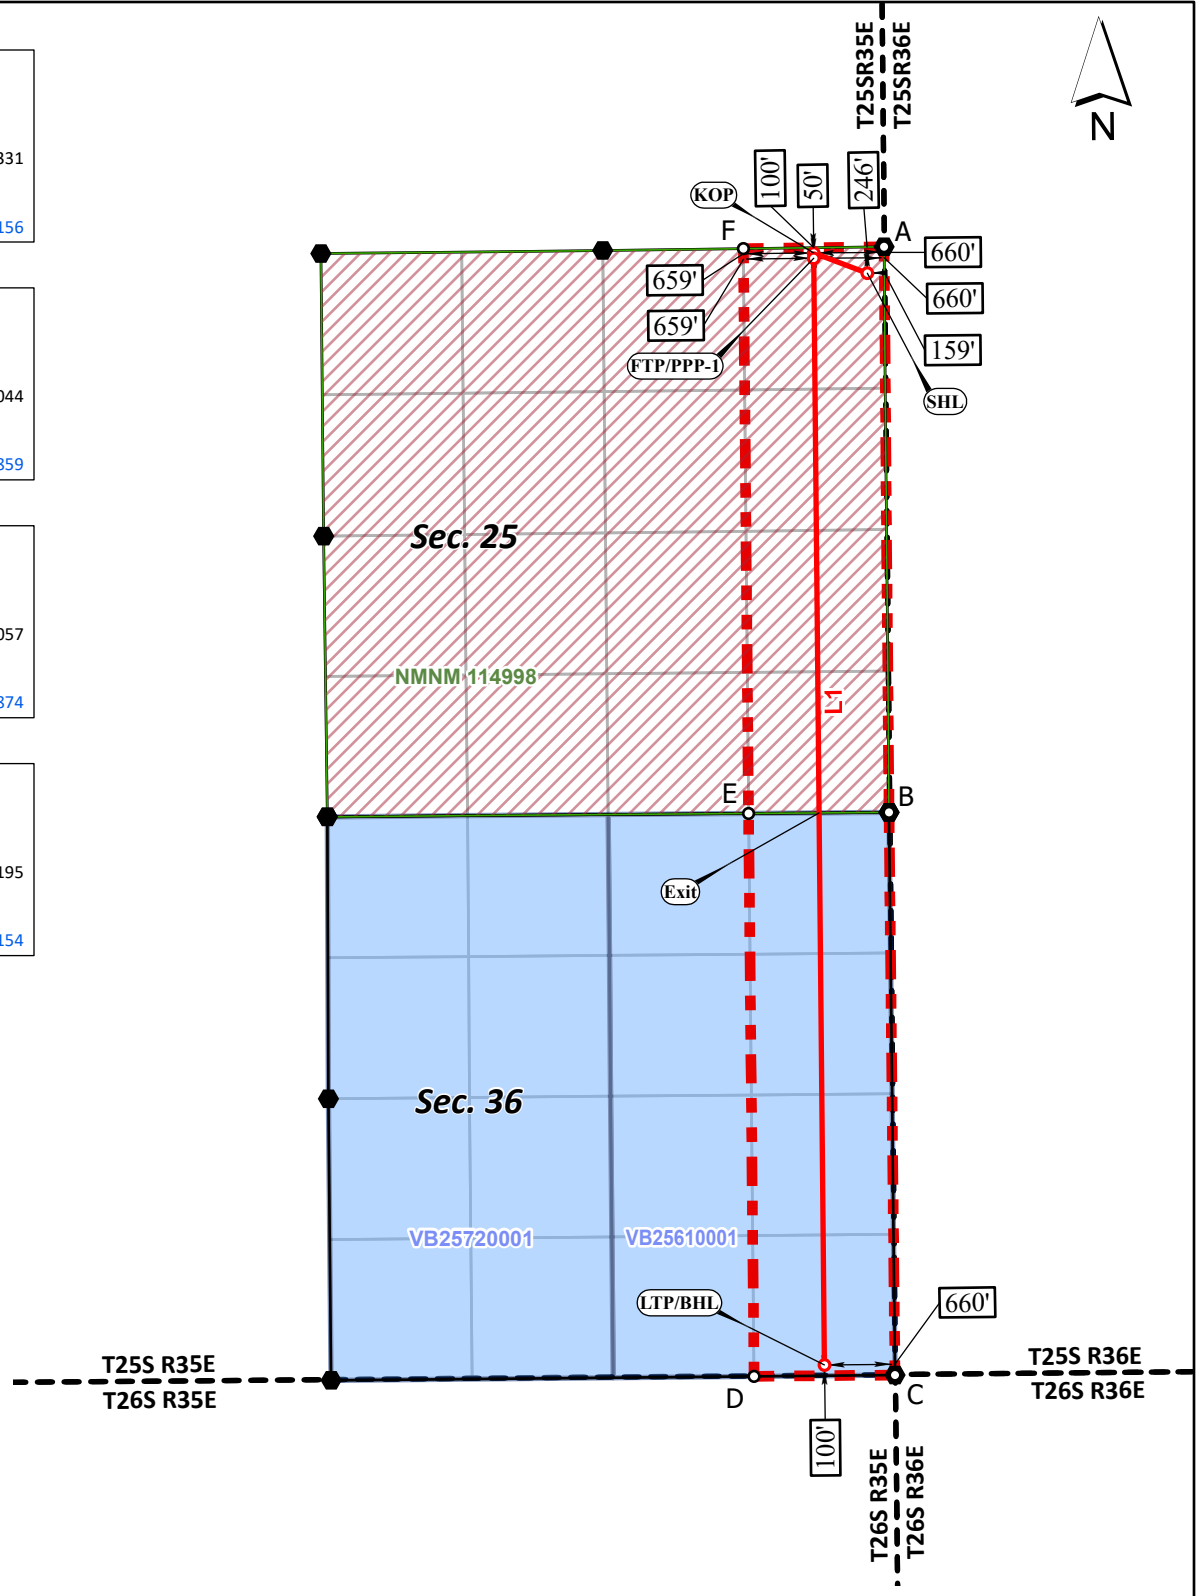 T25SR35E
T25SR36E
N
331
156
044
859
057
874
195
154
KOP
100'
50'
246'
F
A
659'
660'
659'
660'
FTP/PPP-1
159'
SHL
Sec. 25
NMNM 114998
L1
E
B
Exit
Sec. 36
VB25720001
VB25610001
LTP/BHL
660'
T25S R35E
T26S R35E
T25S R36E
T26S R36E
D
C
100'
T26S R35E
T26S R36E